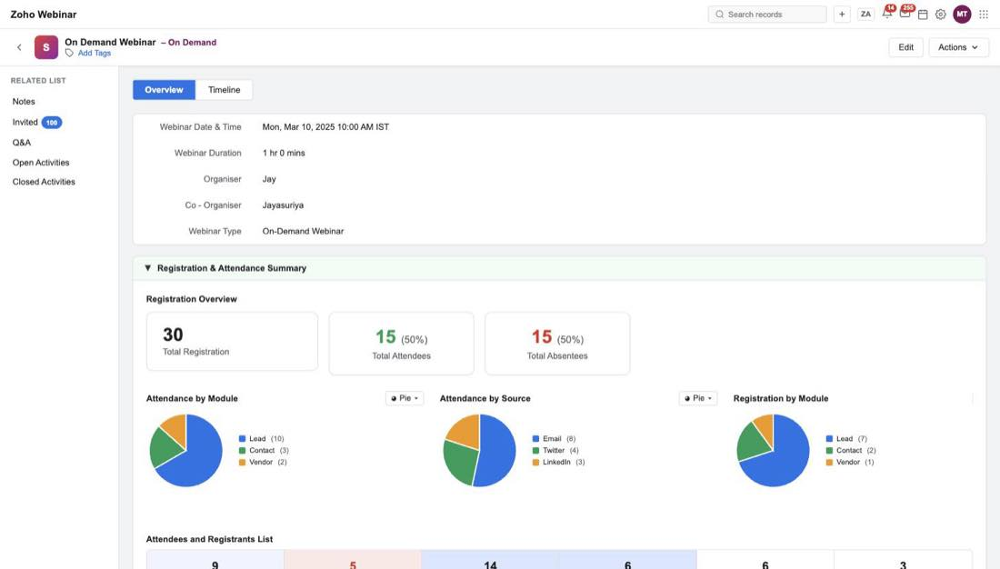 Zoho Webinar
Search records
+
ZA
14
255
MT
S
On Demand Webinar – On Demand
Add Tags
Edit
Actions
RELATED LIST
Notes
Invited 100
Q&A
Open Activities
Closed Activities
Overview
Timeline
Webinar Date & Time Mon, Mar 10, 2025 10:00 AM IST
Webinar Duration 1 hr 0 mins
Organiser Jay
Co - Organiser Jayasuriya
Webinar Type On-Demand Webinar
Registration & Attendance Summary
Registration Overview
30
Total Registration
15 (50%)
Total Attendees
15 (50%)
Total Absentees
Attendance by Module
Pie
Lead (10)
Contact (3)
Vendor (2)
Attendance by Source
Pie
Email (8)
Twitter (4)
LinkedIn (3)
Registration by Module
Lead (7)
Contact (2)
Vendor (1)
Attendees and Registrants List
9 5 14 6 6 3